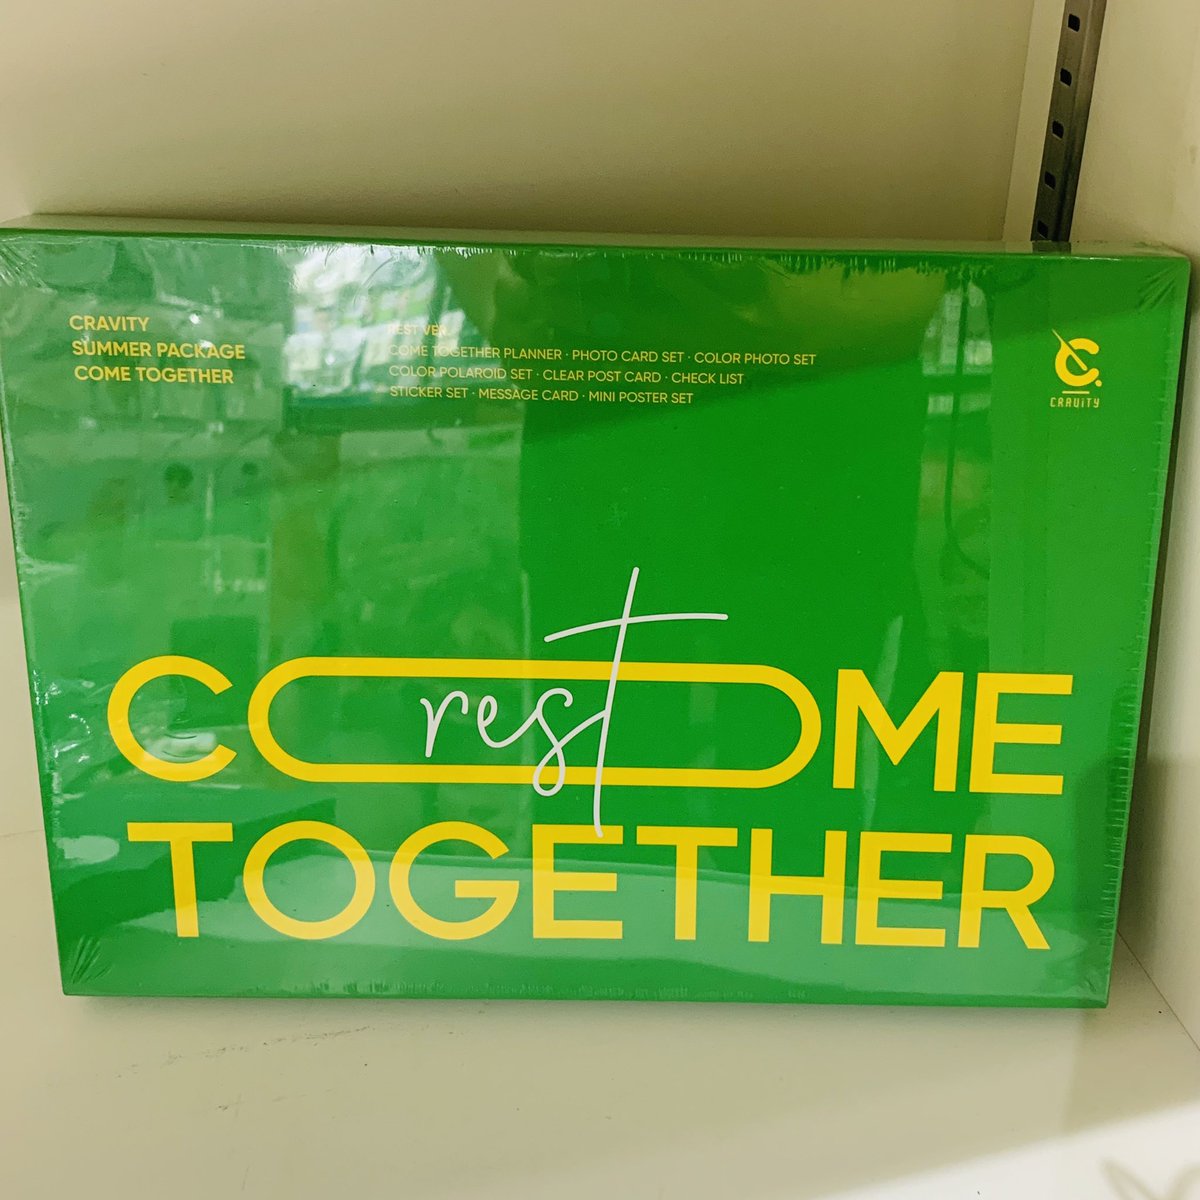 CRAVITY
SUMMER PACKAGE
COME TOGETHER
REST VER.
COME TOGETHER PLANNER · PHOTO CARD SET · COLOR PHOTO SET
COLOR POLAROID SET · CLEAR POST CARD · CHECK LIST
STICKER SET · MESSAGE CARD · MINI POSTER SET
C.
CRAVITY
COME
rest
TOGETHER